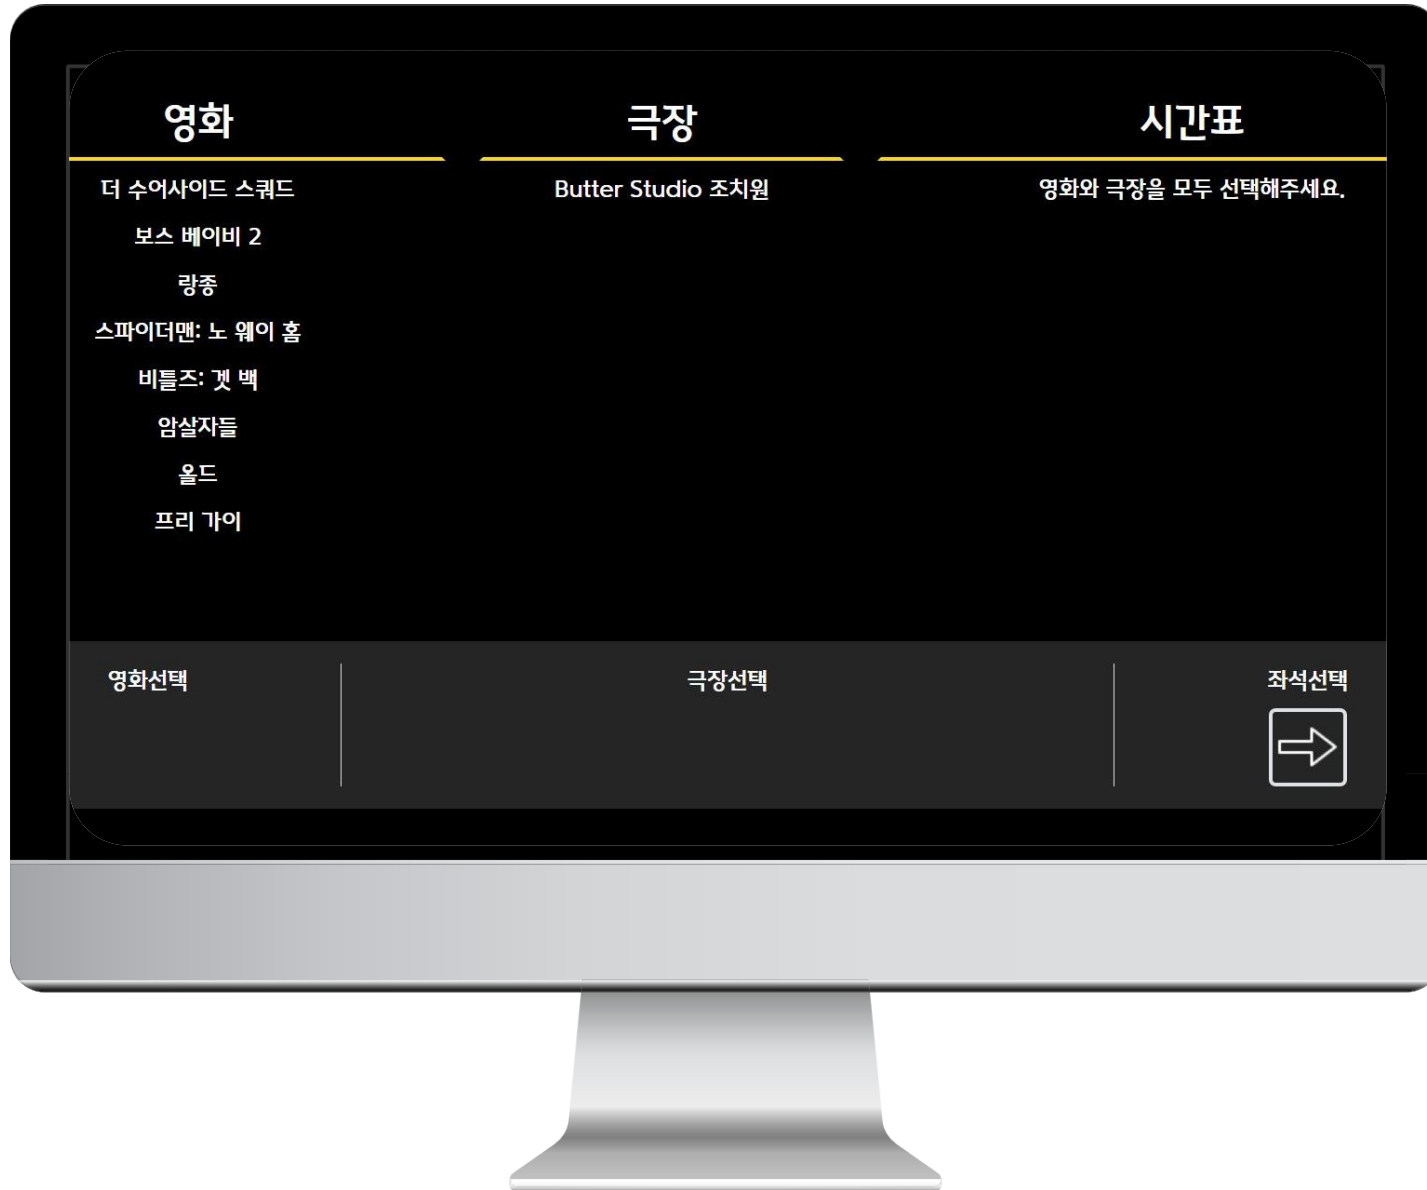 영화
극장
시간표
더 수어사이드 스쿼드
보스 베이비 2
랑종
스파이더맨: 노 웨이 홈
비틀즈: 겟 백
암살자들
올드
프리 가이
Butter Studio 조치원
영화와 극장을 모두 선택해주세요.
영화선택
극장선택
좌석선택